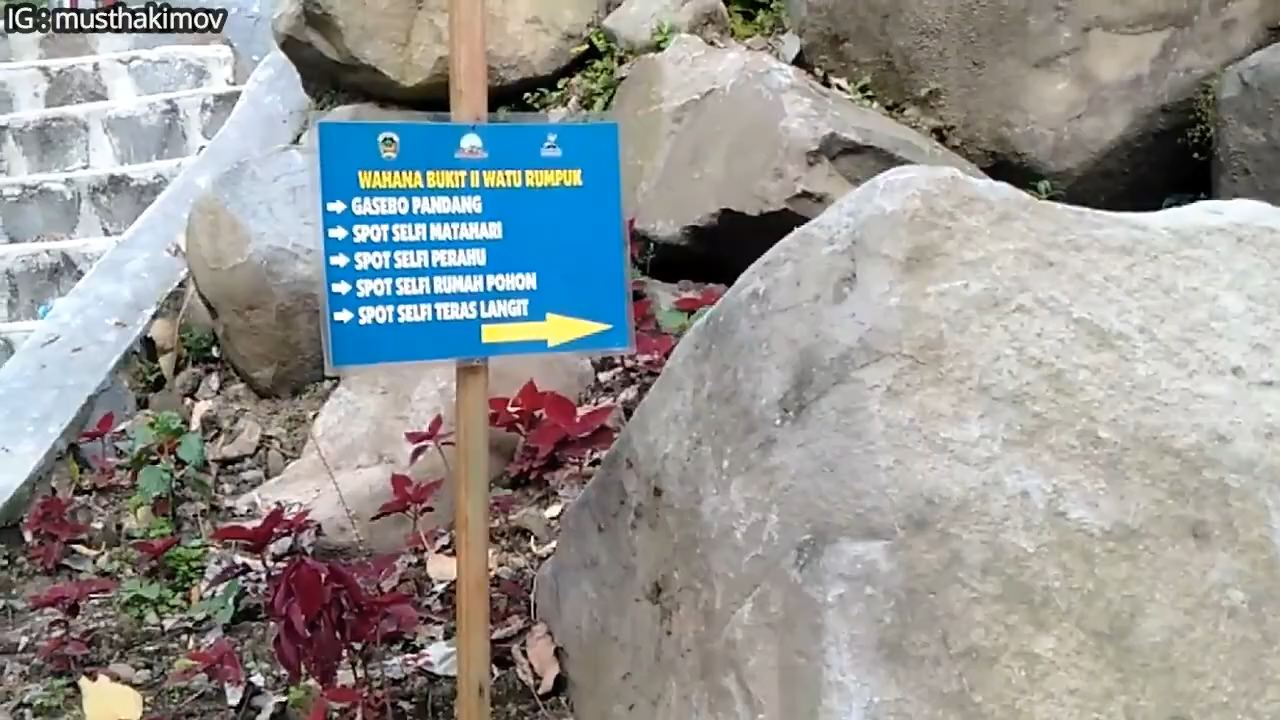 IG : musthakimov
WAHANA BUKIT II WATU RUMPUK
GASEBO PANDANG
SPOT SELFI MATAHARI
SPOT SELFI PERAHU
SPOT SELFI RUMAH POHON
SPOT SELFI TERAS LANGIT